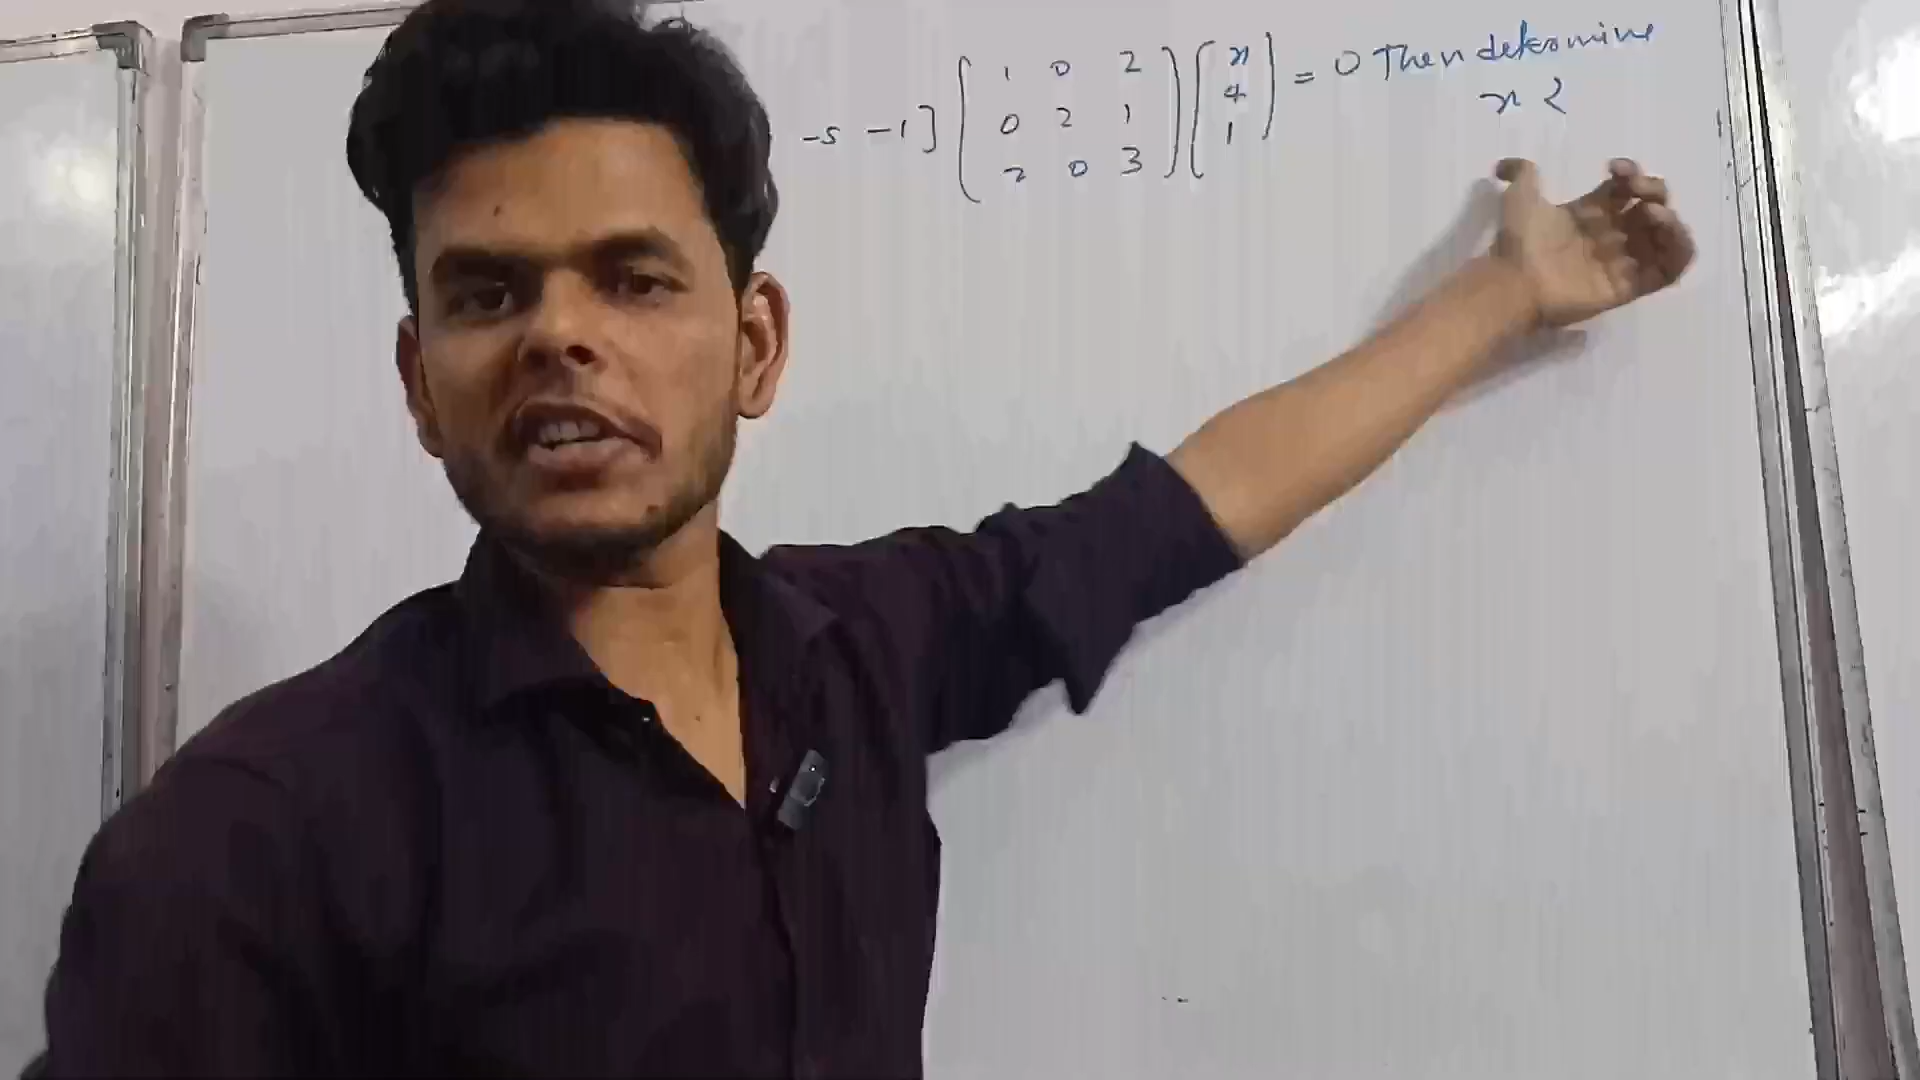 -5 -1] [1 0 2 [x = 0 Then determine
0 2 1 4 x ?
2 0 3] 1]